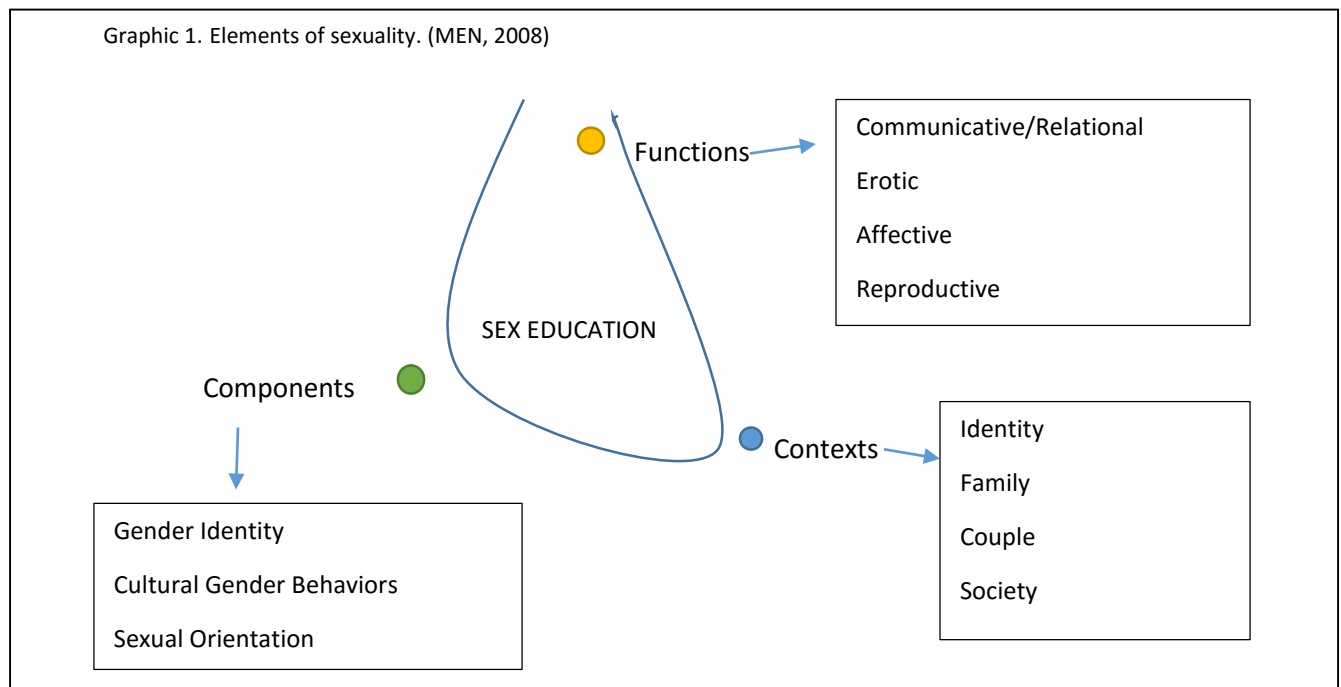 Graphic 1. Elements of sexuality. (MEN, 2008)
Functions
Communicative/Relational
Erotic
Affective
Reproductive
SEX EDUCATION
Components
Gender Identity
Cultural Gender Behaviors
Sexual Orientation
Contexts
Identity
Family
Couple
Society